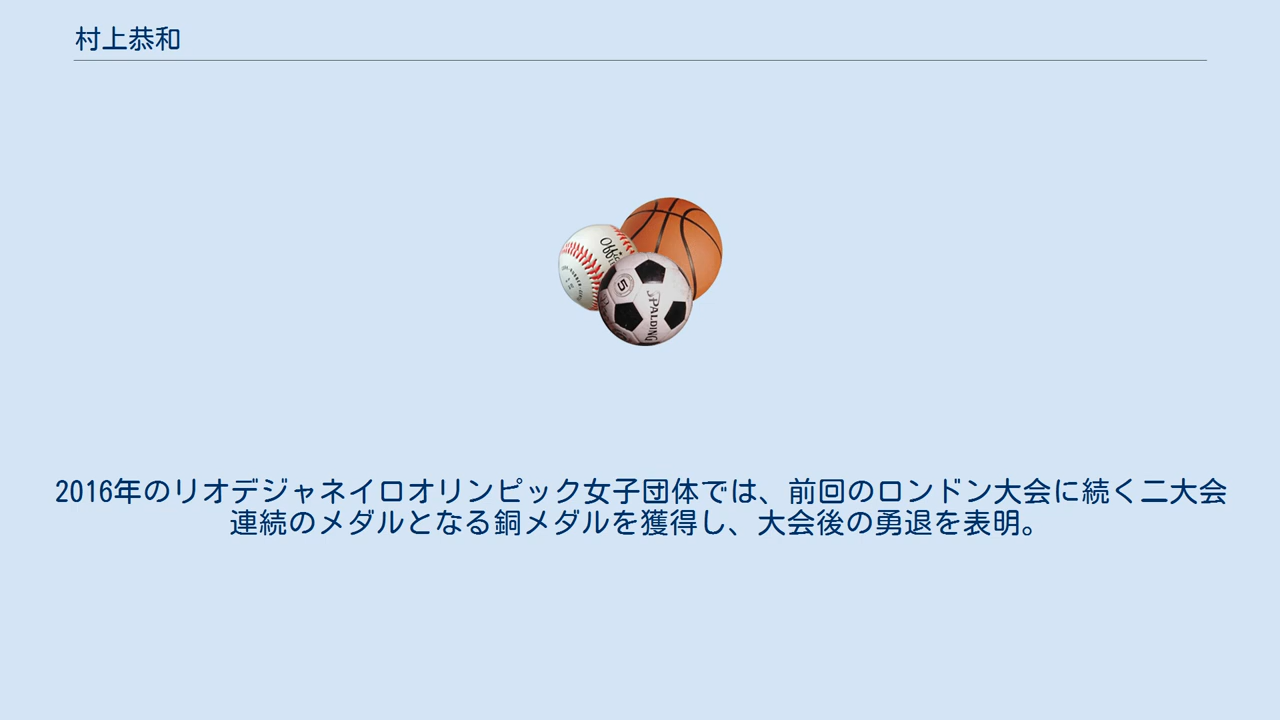 村上恭和
Offic
5
SPALDING
2016年のリオデジャネイロオリンピック女子団体では、前回のロンドン大会に続く二大会
連続のメダルとなる銅メダルを獲得し、大会後の勇退を表明。